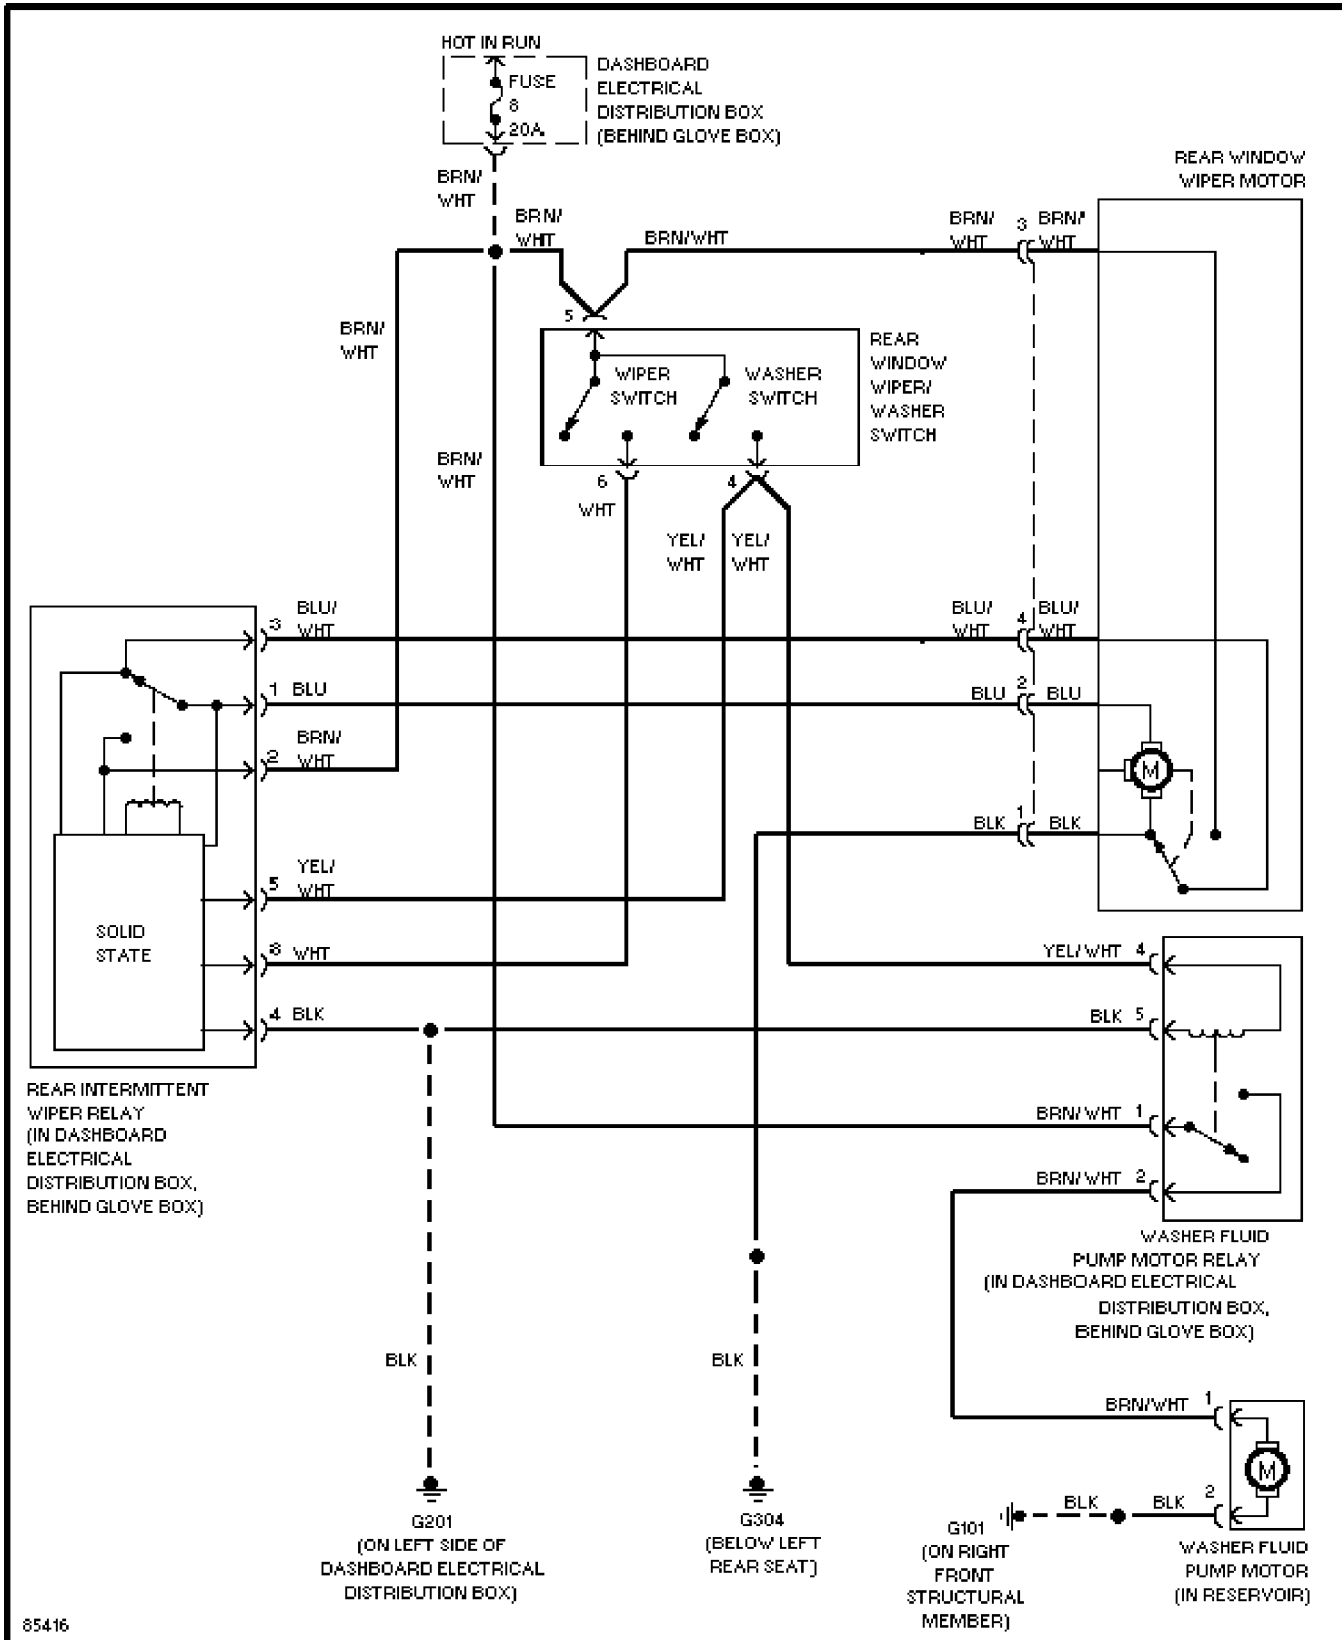 HOT IN RUN
FUSE
8
20A
DASHBOARD
ELECTRICAL
DISTRIBUTION BOX
(BEHIND GLOVE BOX)
REAR WINDOW
WIPER MOTOR
BRN/
WHT
BRN/
WHT
BRN/WHT
BRN/
WHT
3
BRN/
WHT
BRN/
WHT
5
WIPER
SWITCH
WASHER
SWITCH
REAR
WINDOW
WIPER/
WASHER
SWITCH
BRN/
WHT
6
WHT
4
YEL/
WHT
YEL/
WHT
3
BLU/
WHT
BLU/
WHT
4
BLU/
WHT
1
BLU
BLU
2
BLU
2
BRN/
WHT
M
BLK
1
BLK
5
YEL/
WHT
SOLID
STATE
8
WHT
YEL/WHT
4
4
BLK
BLK
5
REAR INTERMITTENT
WIPER RELAY
(IN DASHBOARD
ELECTRICAL
DISTRIBUTION BOX,
BEHIND GLOVE BOX)
BRN/WHT
1
BRN/WHT
2
WASHER FLUID
PUMP MOTOR RELAY
(IN DASHBOARD ELECTRICAL
DISTRIBUTION BOX,
BEHIND GLOVE BOX)
BLK
BLK
BRN/WHT
1
M
2
BLK
BLK
G201
(ON LEFT SIDE OF
DASHBOARD ELECTRICAL
DISTRIBUTION BOX)
G304
(BELOW LEFT
REAR SEAT)
G101
(ON RIGHT
FRONT
STRUCTURAL
MEMBER)
WASHER FLUID
PUMP MOTOR
(IN RESERVOIR)
85416